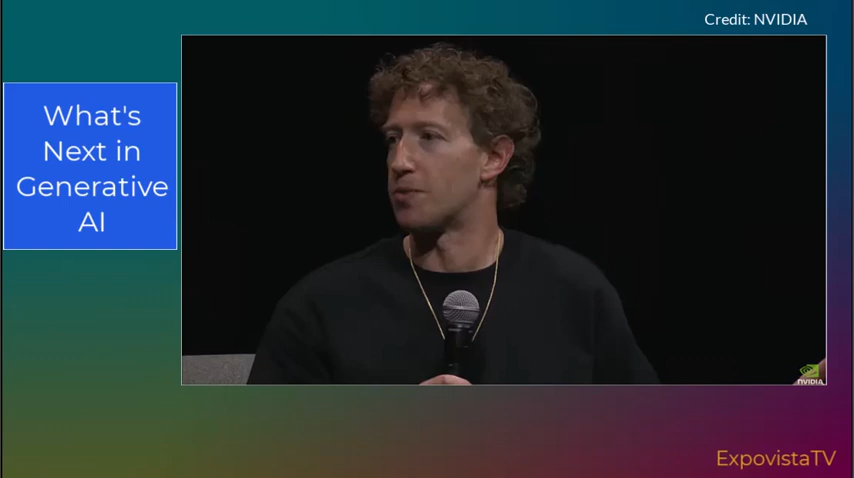 Credit: NVIDIA
What's
Next in
Generative
AI
NVIDIA
ExpovistaTV